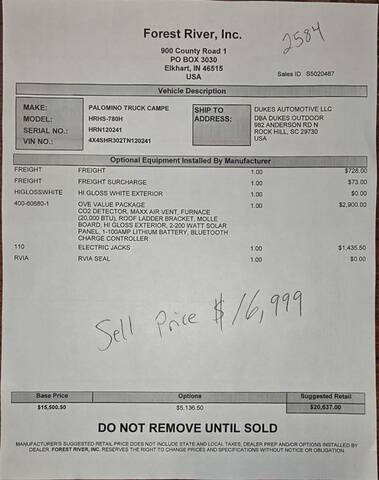 Forest River, Inc.
2584
900 County Road 1
PO BOX 3030
Elkhart, IN 46515
USA
Sales ID S5020467
Vehicle Description
MAKE: PALOMINO TRUCK CAMPE
MODEL: HRHS-780H
SERIAL NO.: HRN120241
VIN NO.: 4X4SHR302TN120241
SHIP TO ADDRESS: DUKES AUTOMOTIVE LLC
DBA DUKES OUTDOOR
982 ANDERSON RD N
ROCK HILL, SC 29730
USA
Optional Equipment Installed By Manufacturer
FREIGHT FREIGHT 1.00 $728.00
FREIGHT FREIGHT SURCHARGE 1.00 $73.00
HIGLOSSWHITE HI GLOSS WHITE EXTERIOR 1.00 $0.00
400-60680-1 OVE VALUE PACKAGE 1.00 $2,900.00
CO2 DETECTOR, MAXX AIR VENT, FURNACE
(20,000 BTU), ROOF LADDER BRACKET, MOLLE
BOARD, HI GLOSS EXTERIOR, 2-200 WATT SOLAR
PANEL, 1-100AMP LITHIUM BATTERY, BLUETOOTH
CHARGE CONTROLLER
110 ELECTRIC JACKS 1.00 $1,435.50
RVIA RVIA SEAL 1.00 $0.00
Sell Price $16,999
Base Price Options Suggested Retail
$15,500.50 $5,136.50 $20,637.00
DO NOT REMOVE UNTIL SOLD
MANUFACTURER'S SUGGESTED RETAIL PRICE DOES NOT INCLUDE STATE AND LOCAL TAXES, DEALER PREP AND/OR OPTIONS INSTALLED BY
DEALER. FOREST RIVER, INC. RESERVES THE RIGHT TO CHANGE PRICES AND SPECIFICATIONS WITHOUT NOTICE OR OBLIGATION.